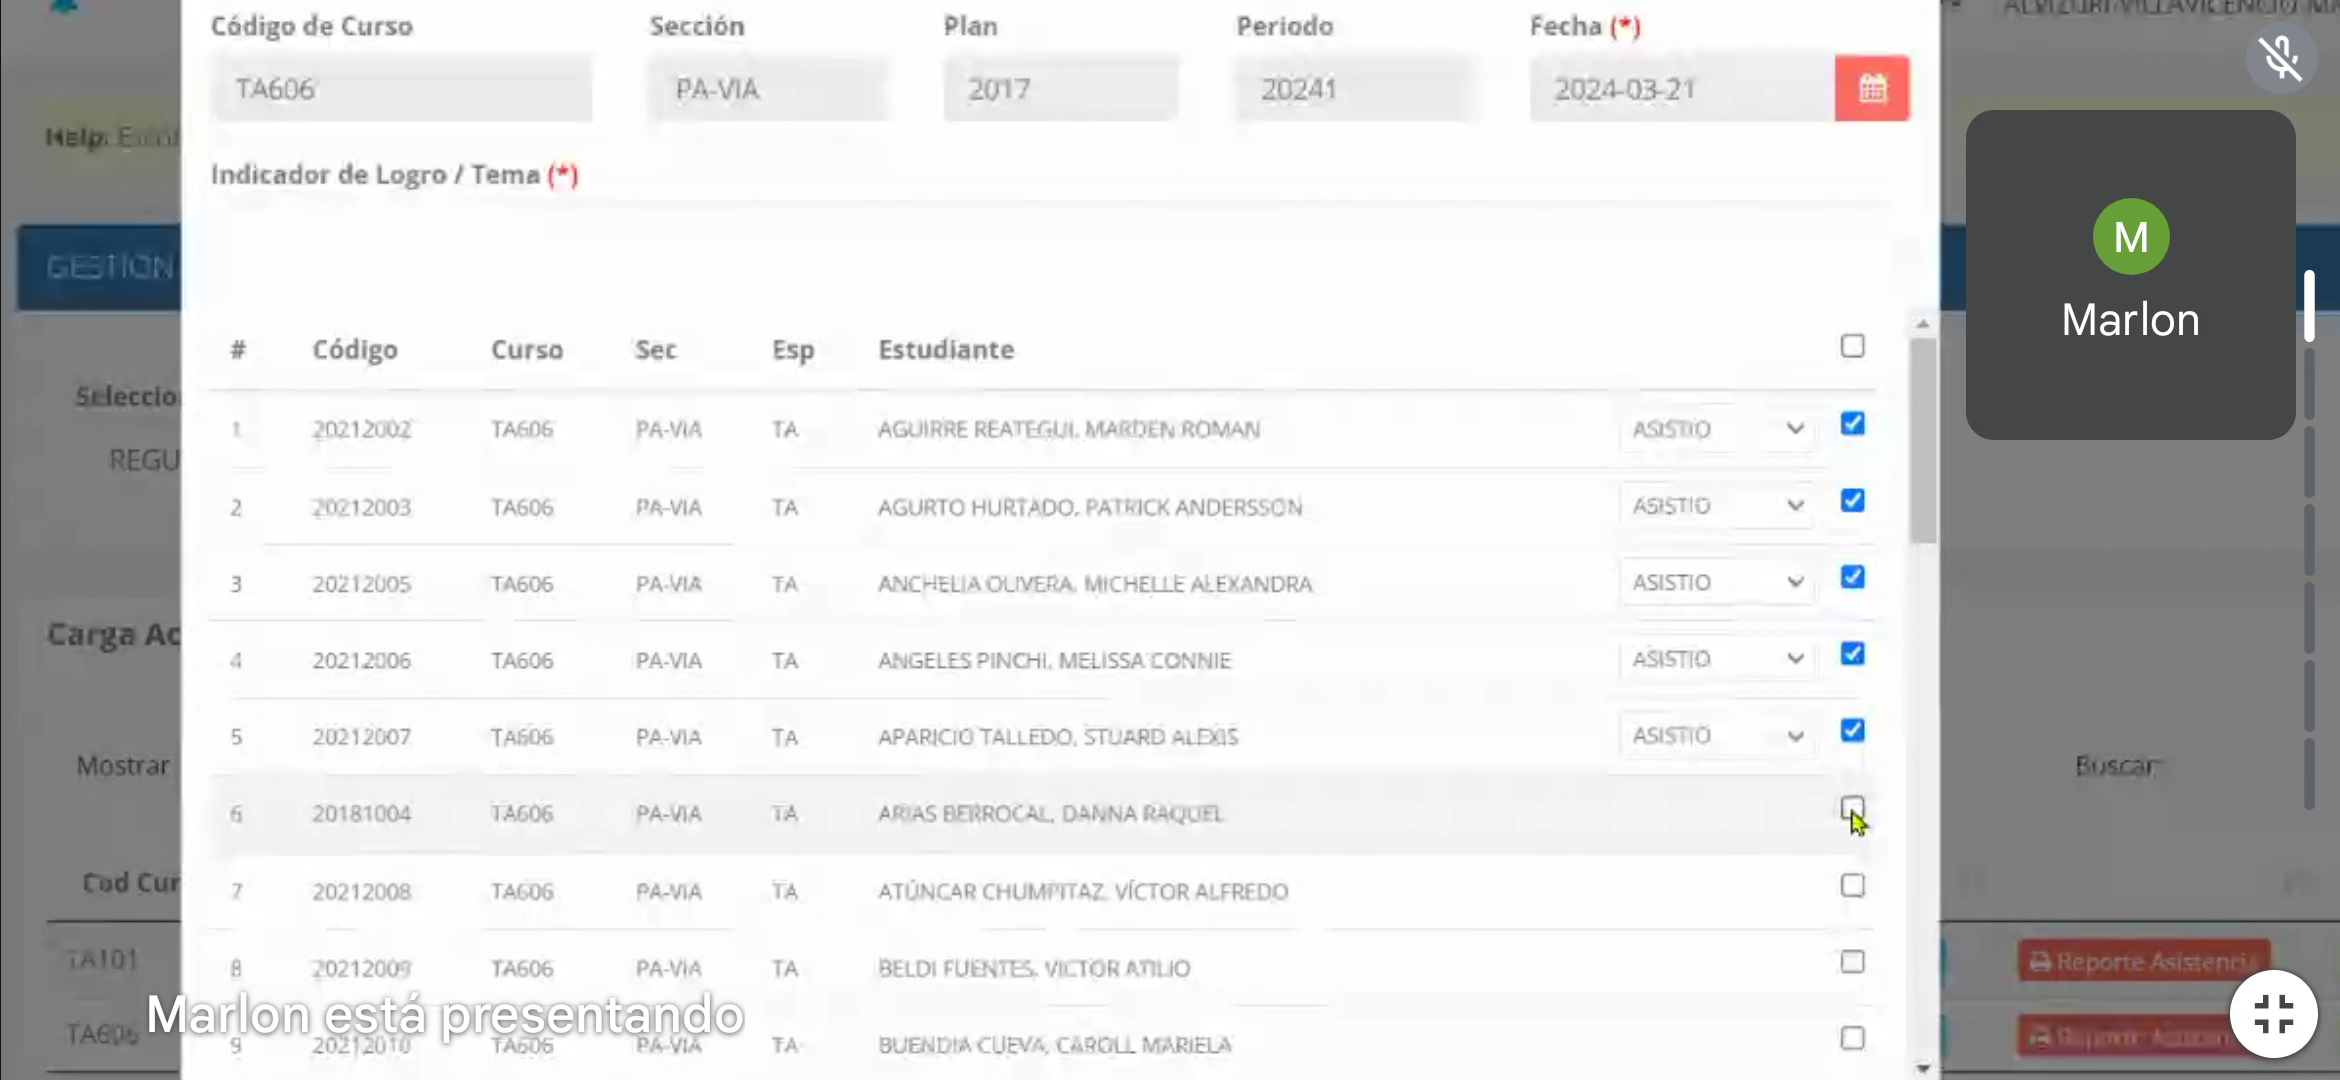 Código de Curso Sección Plan Periodo Fecha (*)
TA606 PA-VIA 2017 20241 2024-03-21
Help:
Indicador de Logro / Tema (*)
GESTION
M
Marlon
# Código Curso Sec Esp Estudiante
Seleccio
1 20212002 TA606 PA-VIA TA AGUIRRE REATEGUI, MARDEN ROMAN ASISTIO
REGU
2 20212003 TA606 PA-VIA TA AGURTO HURTADO, PATRICK ANDERSSON ASISTIO
3 20212005 TA606 PA-VIA TA ANCHELIA OLIVERA, MICHELLE ALEXANDRA ASISTIO
Carga Ac
4 20212006 TA606 PA-VIA TA ANGELES PINCHI, MELISSA CONNIE ASISTIO
5 20212007 TA606 PA-VIA TA APARICIO TALLEDO, STUARD ALEXIS ASISTIO
Mostrar Buscar:
6 20181004 TA606 PA-VIA TA ARIAS BERROCAL, DANNA RAQUEL
Cod Cur
7 20212008 TA606 PA-VIA TA ATÚNCAR CHUMPITAZ, VÍCTOR ALFREDO
TA101 Reporte Asistencia
8 20212009 TA606 PA-VIA TA BELDI FUENTES, VICTOR ATILIO
Marlon está presentando
TA606 Reporte
9 20212010 TA606 PA-VIA TA BUENDIA CUEVA, CAROLL MARIELA